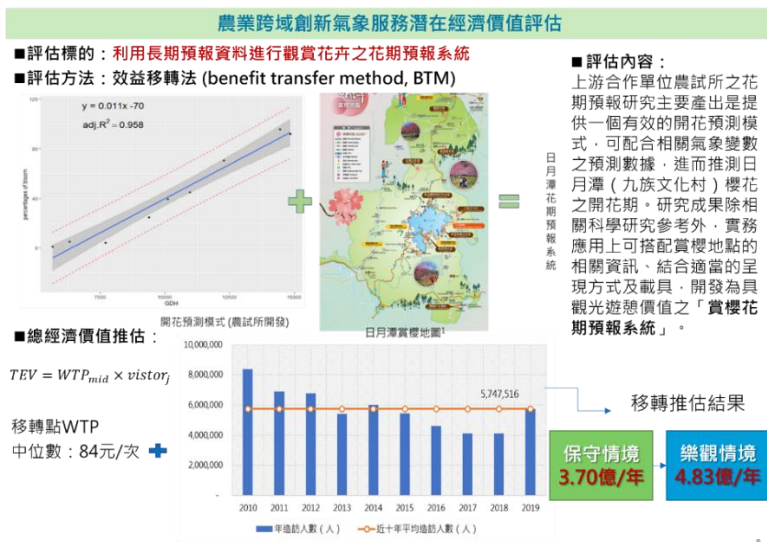 農業跨域創新氣象服務潛在經濟價值評估
■評估標的：利用長期預報資料進行觀賞花卉之花期預報系統
■評估方法：效益移轉法 (benefit transfer method, BTM)
y = 0.011x -70
adj.R² = 0.958
percentages of bloom
GDH
開花預測模式 (農試所開發)
日月潭賞櫻地圖¹
日月潭花期預報系統
■評估內容：
上游合作單位農試所之花
期預報研究主要產出是提
供一個有效的開花預測模
式，可配合相關氣象變數
之預測數據，進而推測日
月潭（九族文化村）櫻花
之開花期。研究成果除相
關科學研究參考外，實務
應用上可搭配賞櫻地點的
相關資訊、結合適當的呈
現方式及載具，開發為具
觀光遊憩價值之「賞櫻花
期預報系統」。
■總經濟價值推估：
TEV = WTPmid × vistorj
移轉點WTP
中位數：84元/次
10,000,000
8,000,000
6,000,000
4,000,000
2,000,000
-
5,747,516
2010 2011 2012 2013 2014 2015 2016 2017 2018 2019
年造訪人數（人） 近十年平均造訪人數（人）
移轉推估結果
保守情境
3.70億/年
樂觀情境
4.83億/年